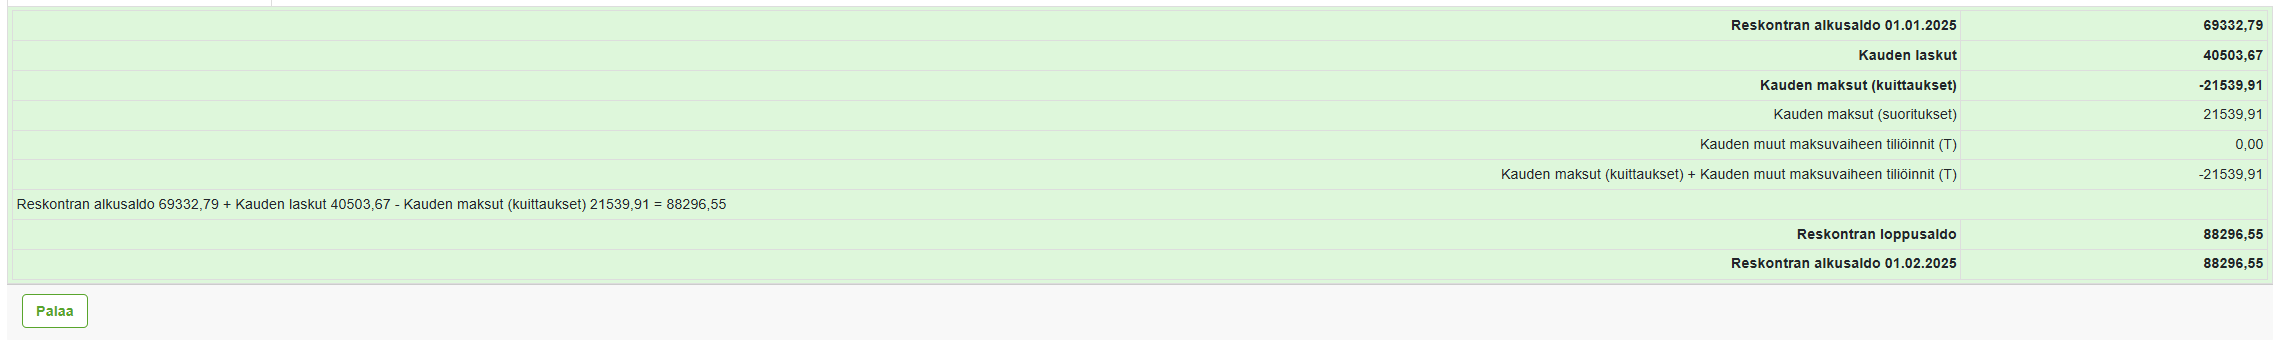 Reskontran alkusaldo 01.01.2025 69332,79
Kauden laskut 40503,67
Kauden maksut (kuittaukset) -21539,91
Kauden maksut (suoritukset) 21539,91
Kauden muut maksuvaiheen tiliöinnit (T) 0,00
Kauden maksut (kuittaukset) + Kauden muut maksuvaiheen tiliöinnit (T) -21539,91
Reskontran alkusaldo 69332,79 + Kauden laskut 40503,67 - Kauden maksut (kuittaukset) 21539,91 = 88296,55
Reskontran loppusaldo 88296,55
Reskontran alkusaldo 01.02.2025 88296,55
Palaa